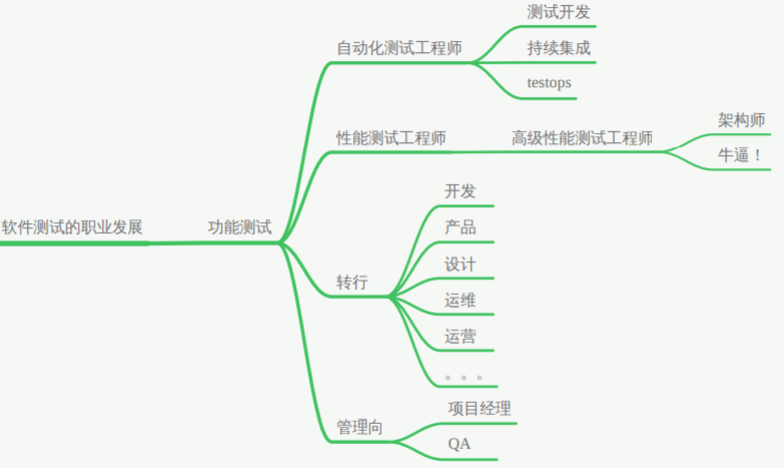 软件测试的职业发展
功能测试
自动化测试工程师
测试开发
持续集成
testops
性能测试工程师
高级性能测试工程师
架构师
牛逼！
转行
开发
产品
设计
运维
运营
。。。
管理向
项目经理
QA